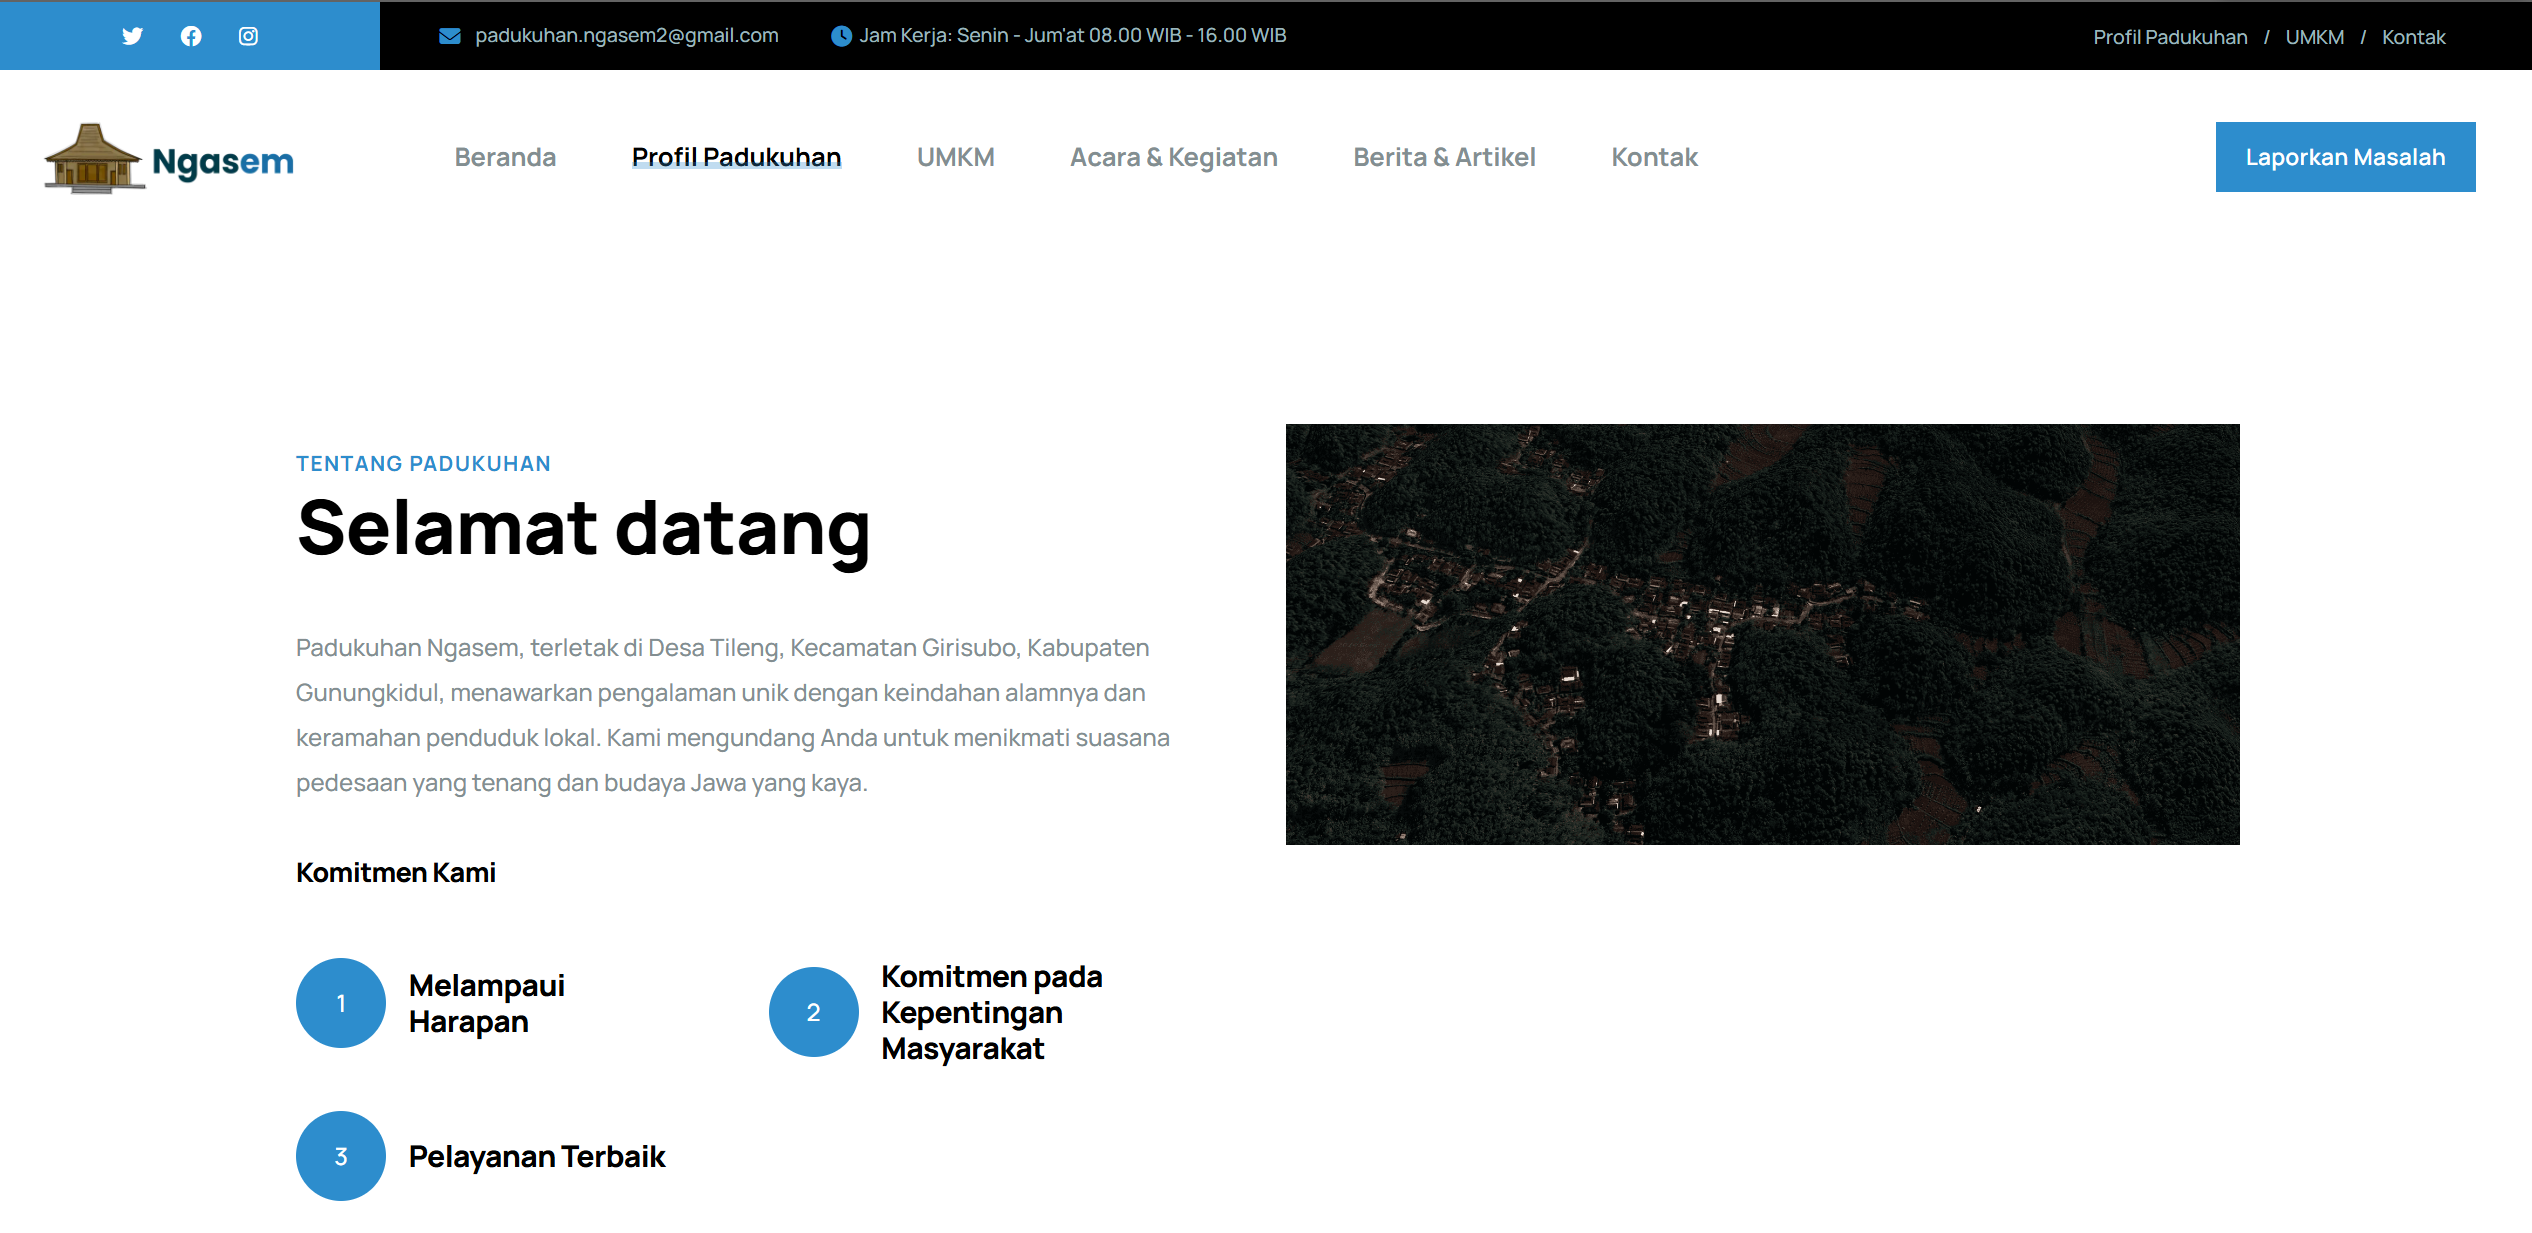 padukuhan.ngasem2@gmail.com
Jam Kerja: Senin - Jum'at 08.00 WIB - 16.00 WIB
Profil Padukuhan / UMKM / Kontak
Ngasem
Beranda
Profil Padukuhan
UMKM
Acara & Kegiatan
Berita & Artikel
Kontak
Laporkan Masalah
TENTANG PADUKUHAN
Selamat datang
Padukuhan Ngasem, terletak di Desa Tileng, Kecamatan Girisubo, Kabupaten
Gunungkidul, menawarkan pengalaman unik dengan keindahan alamnya dan
keramahan penduduk lokal. Kami mengundang Anda untuk menikmati suasana
pedesaan yang tenang dan budaya Jawa yang kaya.
Komitmen Kami
1
Melampaui
Harapan
2
Komitmen pada
Kepentingan
Masyarakat
3
Pelayanan Terbaik